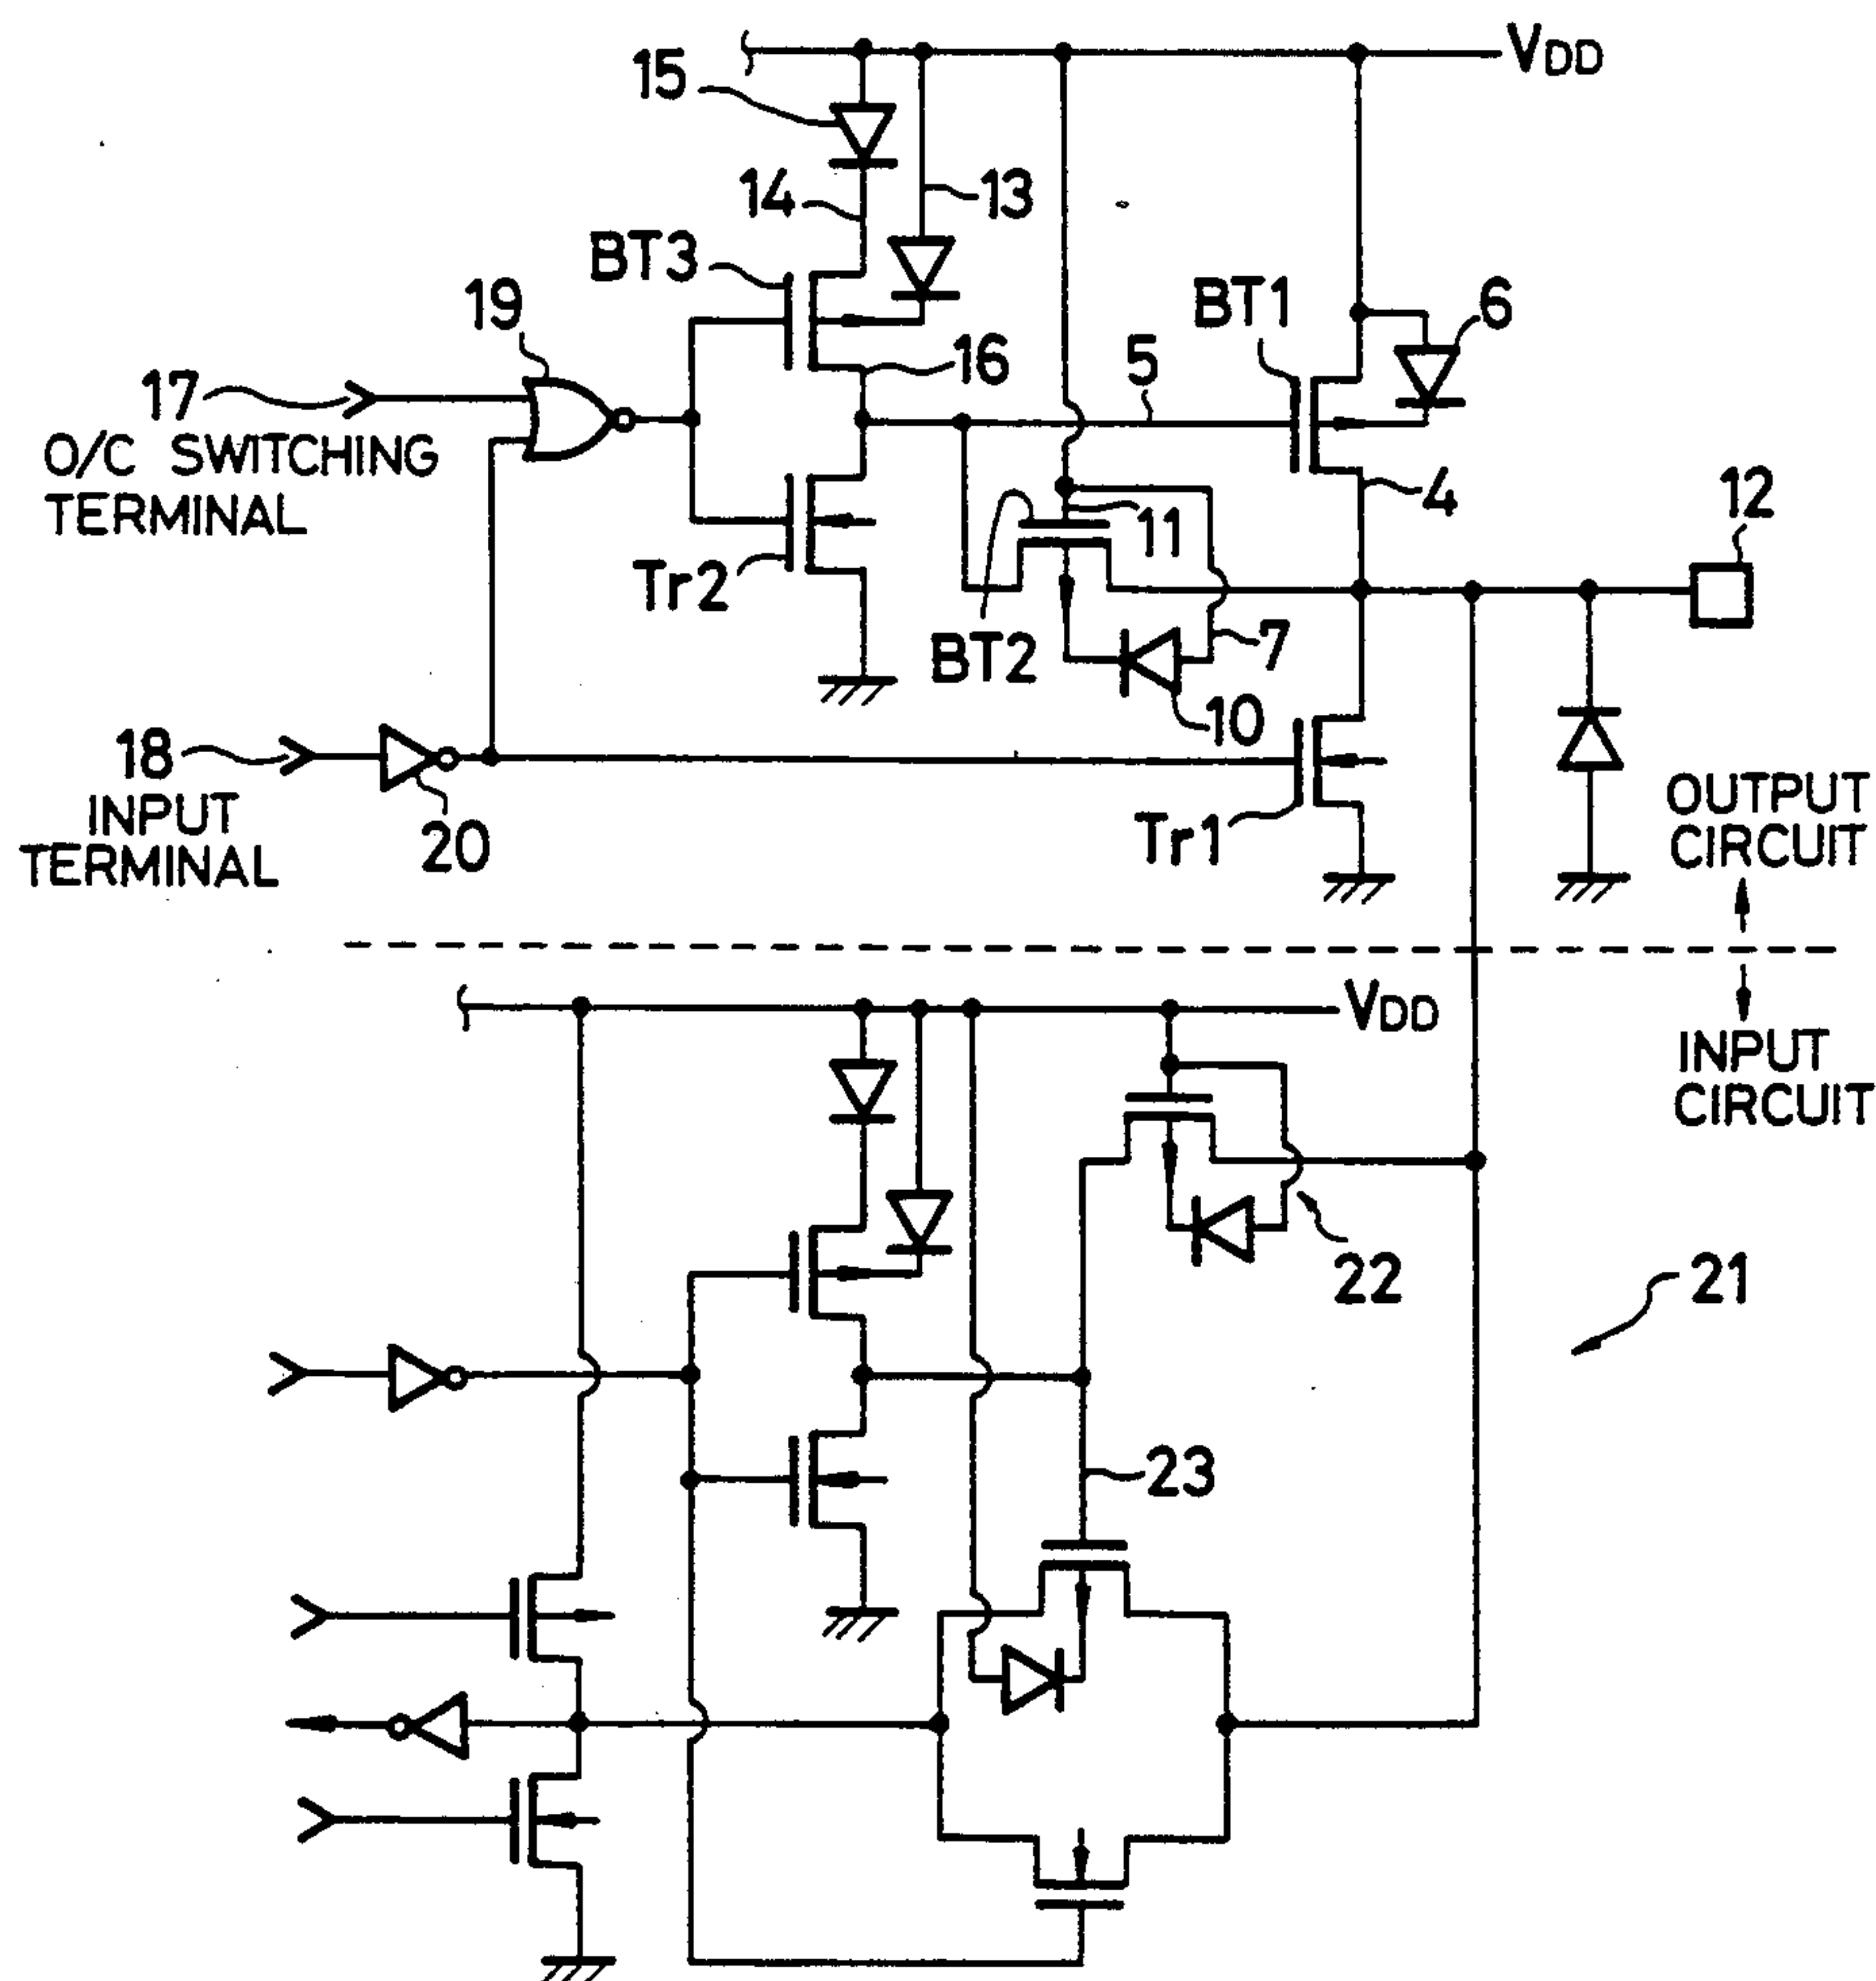 VDD
15
14
13
BT3
BT1
6
19
16
5
17
O/C SWITCHING
TERMINAL
4
12
11
Tr2
BT2
7
10
18
INPUT
TERMINAL
20
Tr1
OUTPUT
CIRCUIT
VDD
INPUT
CIRCUIT
22
21
23